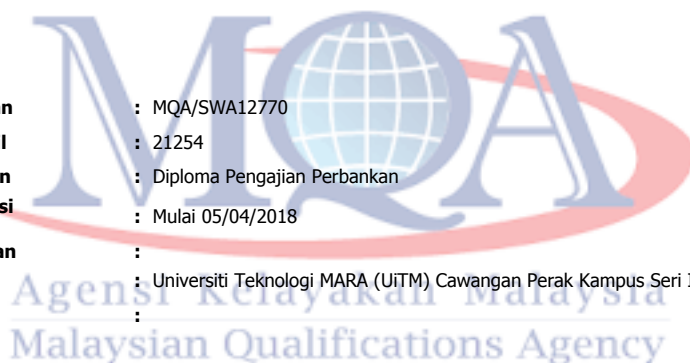 MQA
an : MQA/SWA12770
l : 21254
n : Diploma Pengajian Perbankan
si : Mulai 05/04/2018
an :
: Universiti Teknologi MARA (UiTM) Cawangan Perak Kampus Seri I
:
Agensi Kelayakan Malaysia
Malaysian Qualifications Agency